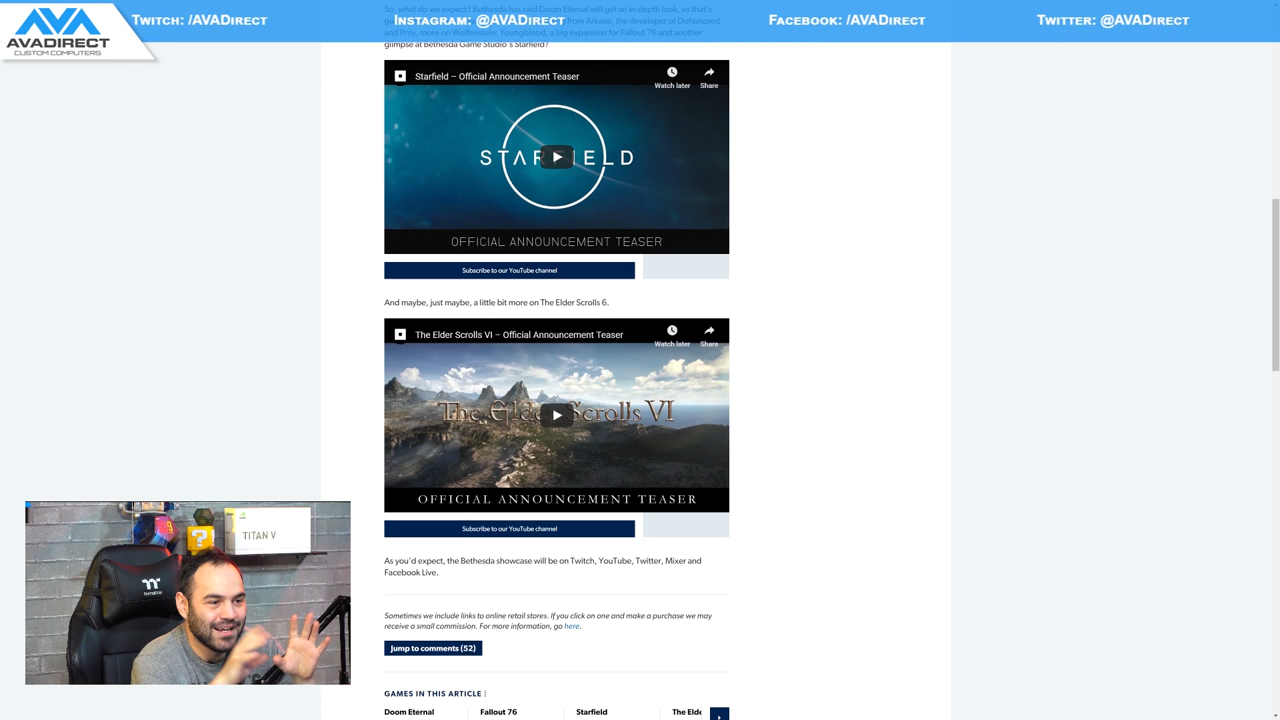 AVADIRECT
CUSTOM COMPUTERS
TWITCH: /AVADIRECT
INSTAGRAM: @AVADIRECT
FACEBOOK: /AVADIRECT
TWITTER: @AVADIRECT
So, what do we expect? Bethesda has said Doom Eternal will get an in-depth look, so that's
from Arkane, the developer of Dishonored
and Prey, more on Wolfenstein: Youngblood, a big expansion for Fallout 76 and another
glimpse at Bethesda Game Studio's Starfield?
Starfield – Official Announcement Teaser
Watch later
Share
STARFIELD
OFFICIAL ANNOUNCEMENT TEASER
Subscribe to our YouTube channel
And maybe, just maybe, a little bit more on The Elder Scrolls 6.
The Elder Scrolls VI – Official Announcement Teaser
Watch later
Share
The Elder Scrolls VI
OFFICIAL ANNOUNCEMENT TEASER
Subscribe to our YouTube channel
TITAN V
As you'd expect, the Bethesda showcase will be on Twitch, YouTube, Twitter, Mixer and
Facebook Live.
Sometimes we include links to online retail stores. If you click on one and make a purchase we may
receive a small commission. For more information, go here.
Jump to comments (52)
GAMES IN THIS ARTICLE |
Doom Eternal
Fallout 76
Starfield
The Elde